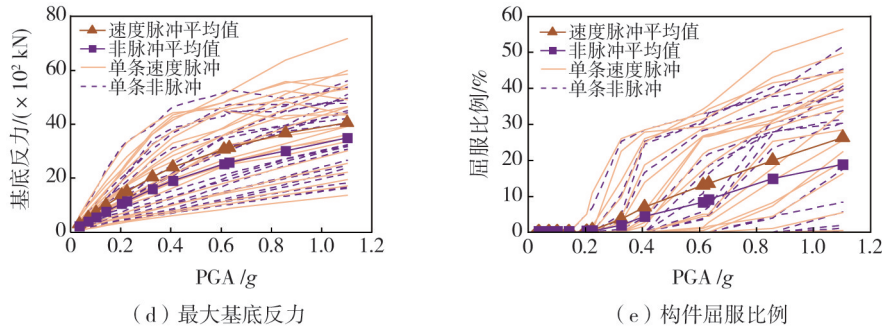 基底反力/(×10² kN)
80
60
40
20
0
速度脉冲平均值
非脉冲平均值
单条速度脉冲
单条非脉冲
0 0.2 0.4 0.6 0.8 1.0 1.2
PGA /g
(d)最大基底反力
屈服比例/%
60
50
40
30
20
10
0
速度脉冲平均值
非脉冲平均值
单条速度脉冲
单条非脉冲
0 0.2 0.4 0.6 0.8 1.0 1.2
PGA /g
(e)构件屈服比例